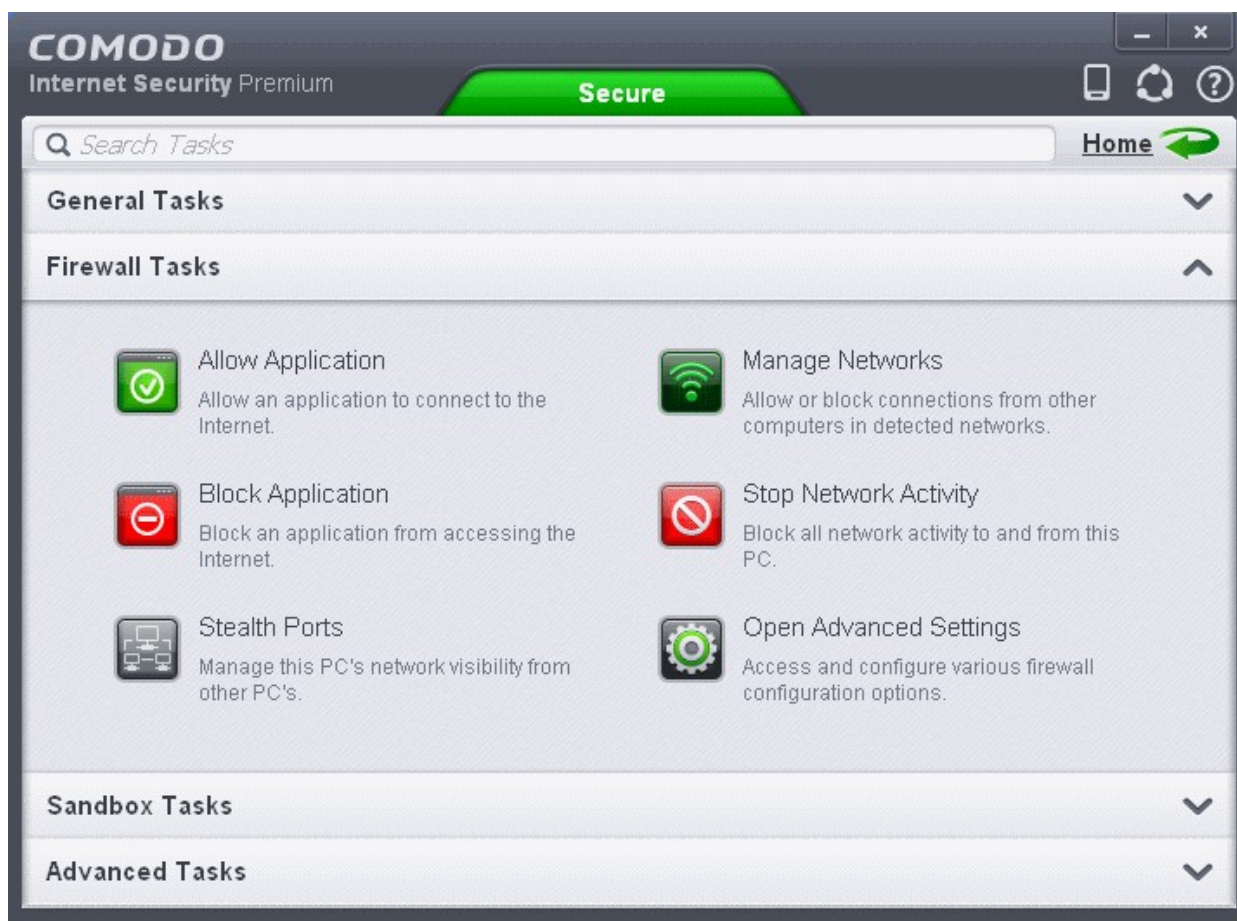 COMODO
Internet Security Premium
Secure
Search Tasks
Home
General Tasks
Firewall Tasks
Allow Application
Allow an application to connect to the
Internet.
Manage Networks
Allow or block connections from other
computers in detected networks.
Block Application
Block an application from accessing the
Internet.
Stop Network Activity
Block all network activity to and from this
PC.
Stealth Ports
Manage this PC's network visibility from
other PC's.
Open Advanced Settings
Access and configure various firewall
configuration options.
Sandbox Tasks
Advanced Tasks